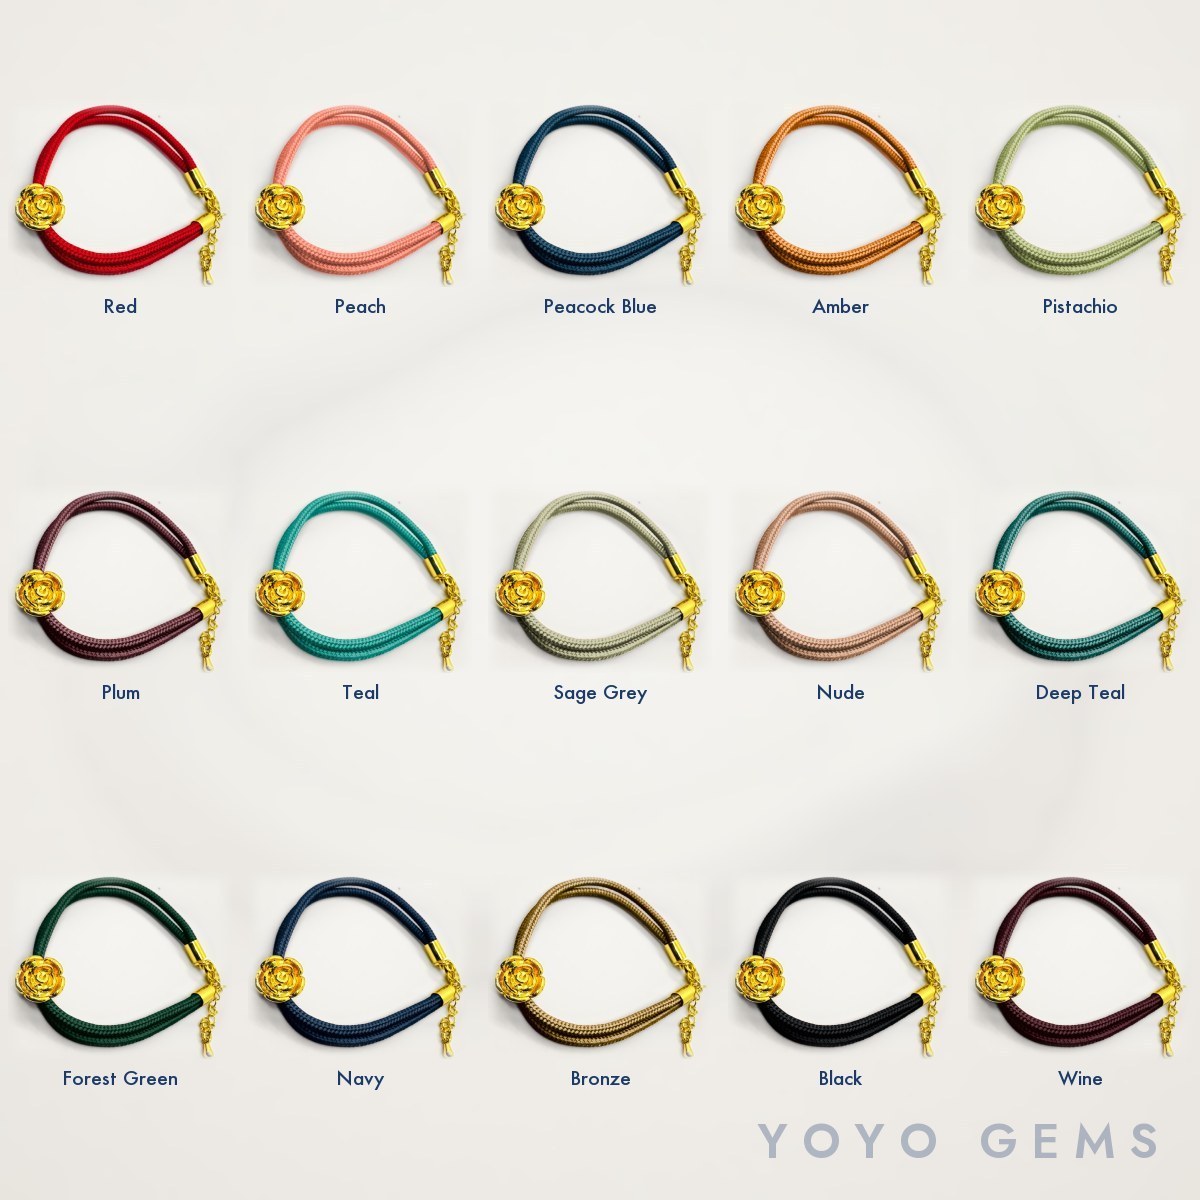 Red
Peach
Peacock Blue
Amber
Pistachio
Plum
Teal
Sage Grey
Nude
Deep Teal
Forest Green
Navy
Bronze
Black
Wine
YOYO GEMS